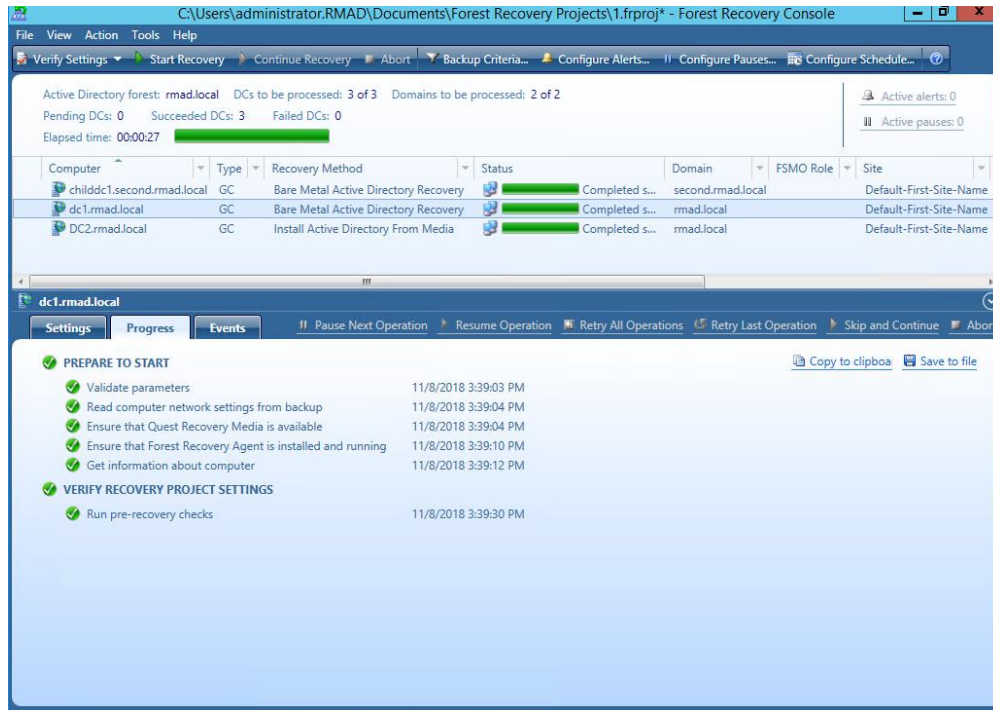 C:\Users\administrator.RMAD\Documents\Forest Recovery Projects\1.frproj* - Forest Recovery Console
File View Action Tools Help
Verify Settings Start Recovery Continue Recovery Abort Backup Criteria... Configure Alerts... Configure Pauses... Configure Schedule...
Active Directory forest: rmad.local DCs to be processed: 3 of 3 Domains to be processed: 2 of 2
Active alerts: 0
Pending DCs: 0 Succeeded DCs: 3 Failed DCs: 0
Active pauses: 0
Elapsed time: 00:00:27
Computer Type Recovery Method Status Domain FSMO Role Site
childdc1.second.rmad.local GC Bare Metal Active Directory Recovery Completed s... second.rmad.local Default-First-Site-Name
dc1.rmad.local GC Bare Metal Active Directory Recovery Completed s... rmad.local Default-First-Site-Name
DC2.rmad.local GC Install Active Directory From Media Completed s... rmad.local Default-First-Site-Name
dc1.rmad.local
Settings Progress Events Pause Next Operation Resume Operation Retry All Operations Retry Last Operation Skip and Continue Abor
PREPARE TO START Copy to clipboa Save to file
Validate parameters 11/8/2018 3:39:03 PM
Read computer network settings from backup 11/8/2018 3:39:04 PM
Ensure that Quest Recovery Media is available 11/8/2018 3:39:04 PM
Ensure that Forest Recovery Agent is installed and running 11/8/2018 3:39:10 PM
Get information about computer 11/8/2018 3:39:12 PM
VERIFY RECOVERY PROJECT SETTINGS
Run pre-recovery checks 11/8/2018 3:39:30 PM